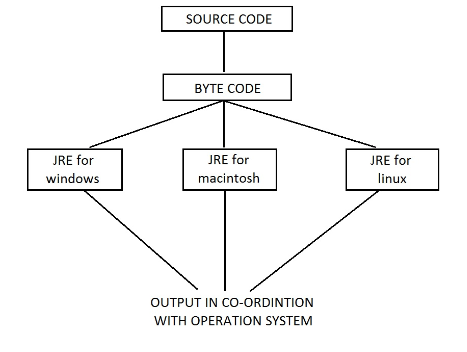 SOURCE CODE
BYTE CODE
JRE for
windows
JRE for
macintosh
JRE for
linux
OUTPUT IN CO-ORDINTION
WITH OPERATION SYSTEM